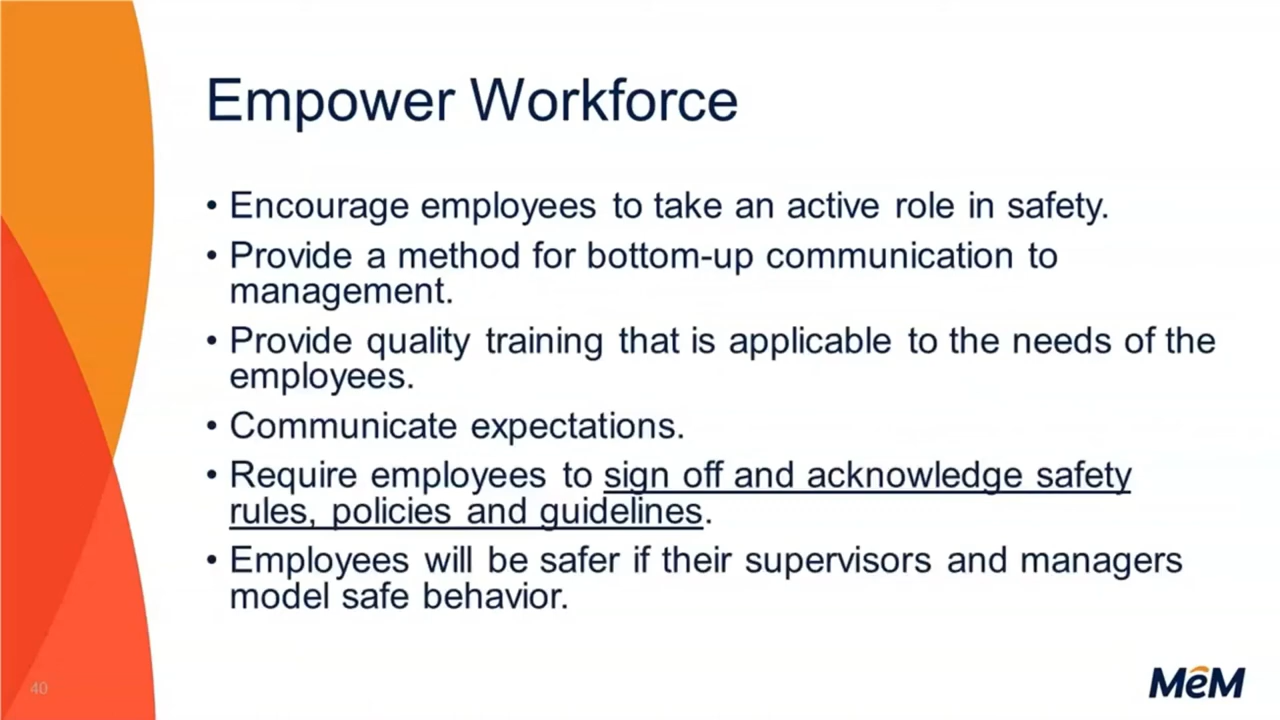 Empower Workforce
• Encourage employees to take an active role in safety.
• Provide a method for bottom-up communication to
management.
• Provide quality training that is applicable to the needs of the
employees.
• Communicate expectations.
• Require employees to sign off and acknowledge safety
rules, policies and guidelines.
• Employees will be safer if their supervisors and managers
model safe behavior.
40
MeM